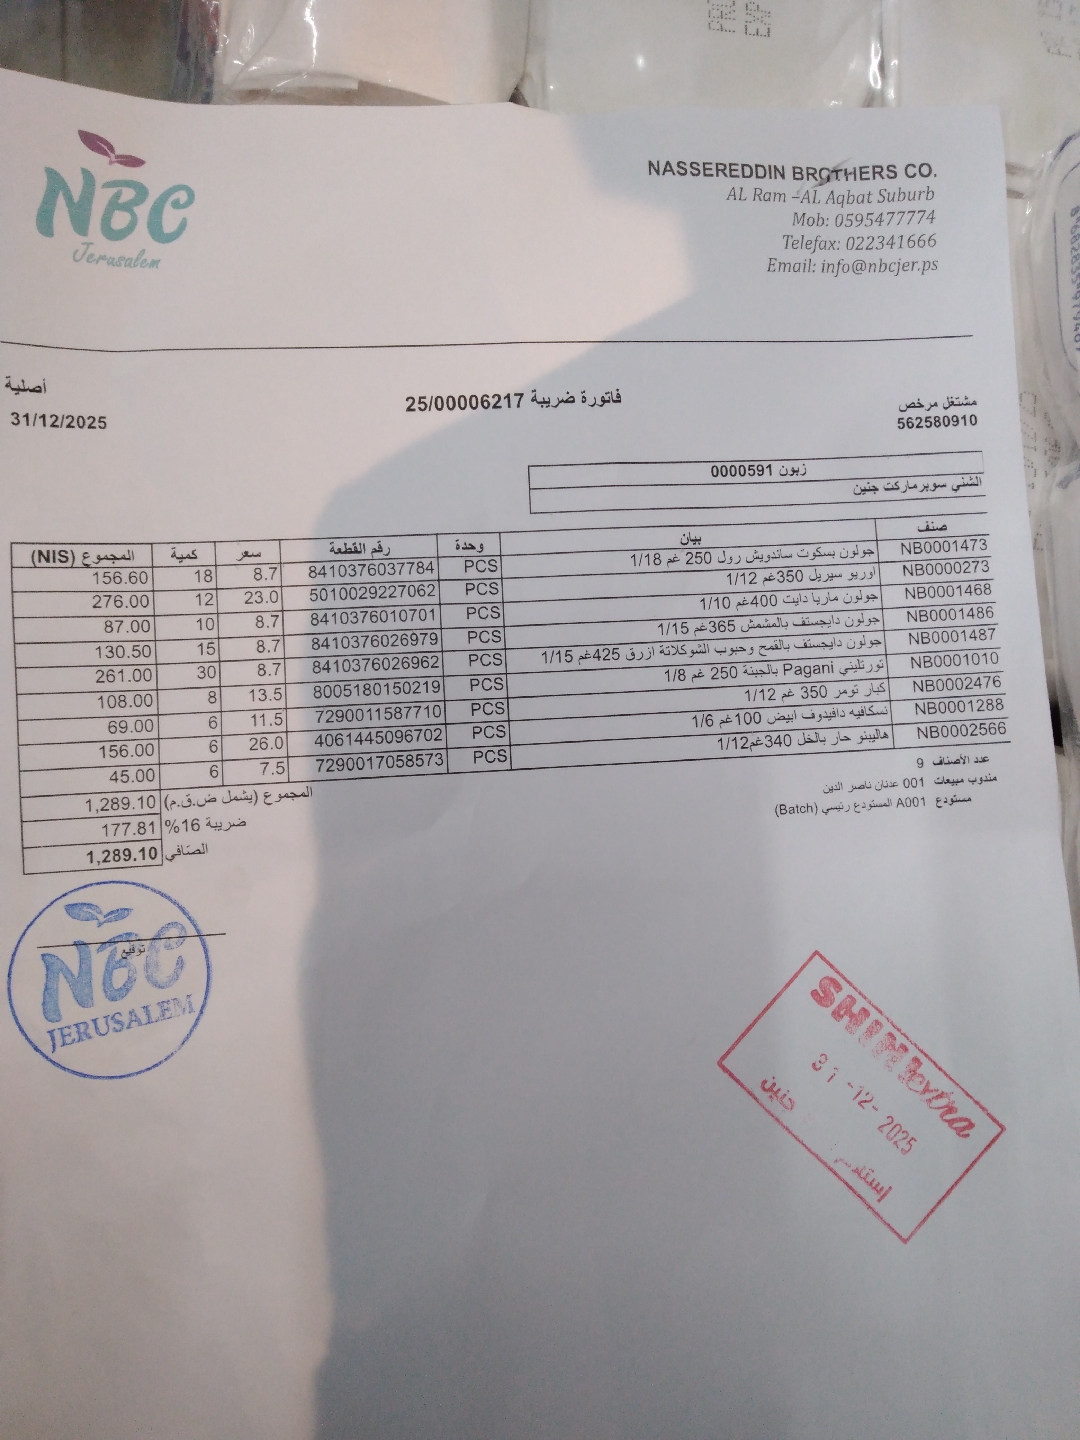 NBC
Jerusalem
NASSEREDDIN BROTHERS CO.
AL Ram –AL Aqbat Suburb
Mob: 0595477774
Telefax: 022341666
Email: info@nbcjer.ps
أصلية
31/12/2025
فاتورة ضريبة 25/00006217
مشتغل مرخص
562580910
زبون 0000591
الشني سوبرماركت جنين
صنف بيان وحدة رقم القطعة سعر كمية المجموع (NIS)
NB0001473 جولون بسكوت ساندويش رول 250 غم 1/18 PCS 8410376037784 8.7 18 156.60
NB0000273 اوريو سيريل 350غم 1/12 PCS 5010029227062 23.0 12 276.00
NB0001468 جولون ماريا دايت 400غم 1/10 PCS 8410376010701 8.7 10 87.00
NB0001486 جولون دايجستف بالمشمش 365غم 1/15 PCS 8410376026979 8.7 15 130.50
NB0001487 جولون دايجستف بالقمح وحبوب الشوكلاتة ازرق 425غم 1/15 PCS 8410376026962 8.7 30 261.00
NB0001010 تورتليني Pagani بالجبنة 250 غم 1/8 PCS 8005180150219 13.5 8 108.00
NB0002476 كبار تومر 350 غم 1/12 PCS 7290011587710 11.5 6 69.00
NB0001288 نسكافيه دافيدوف ابيض 100غم 1/6 PCS 4061445096702 26.0 6 156.00
NB0002566 هاليبنو حار بالخل 340غم1/12 PCS 7290017058573 7.5 6 45.00
المجموع (يشمل ض.ق.م) 1,289.10
ضريبة 16% 177.81
الصّافي 1,289.10
عدد الأصناف 9
مندوب مبيعات 001 عدنان ناصر الدين
مستودع A001 المستودع رئيسي (Batch)
توقيع
NBC
JERUSALEM
SHINI extra
31-12-2025
جنين
PRO
EXP